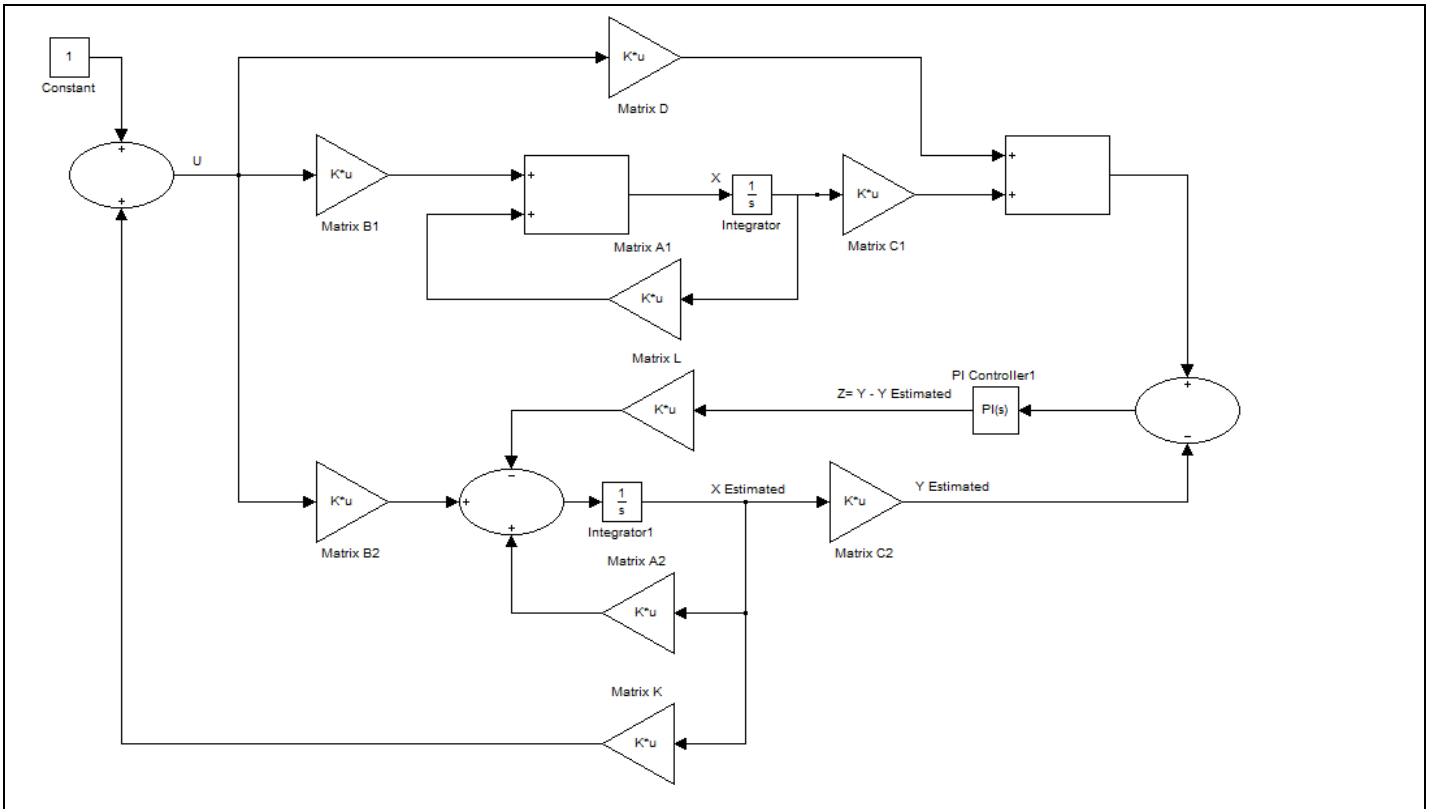 1
Constant
+
+
U
K*u
Matrix D
K*u
Matrix B1
+
+
X
1
s
Integrator
K*u
Matrix C1
+
+
Matrix A1
K*u
Matrix L
K*u
Z= Y - Y Estimated
PI Controller1
PI(s)
+
−
K*u
Matrix B2
−
+
+
1
s
Integrator1
X Estimated
K*u
Matrix C2
Y Estimated
Matrix A2
K*u
Matrix K
K*u